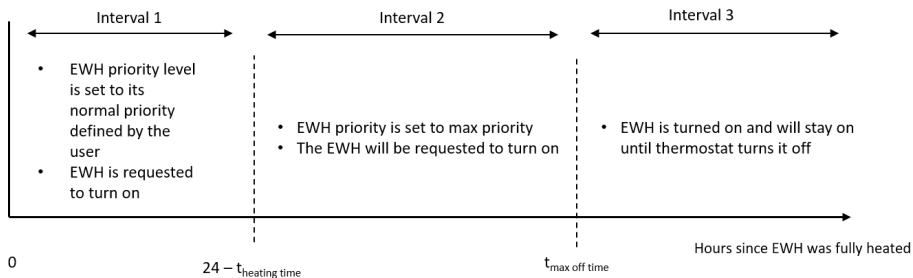 Interval 1
Interval 2
Interval 3
• EWH priority level
is set to its
normal priority
defined by the
user
• EWH is requested
to turn on
• EWH priority is set to max priority
• The EWH will be requested to turn on
• EWH is turned on and will stay on
until thermostat turns it off
0
24 – t heating time
t max off time
Hours since EWH was fully heated